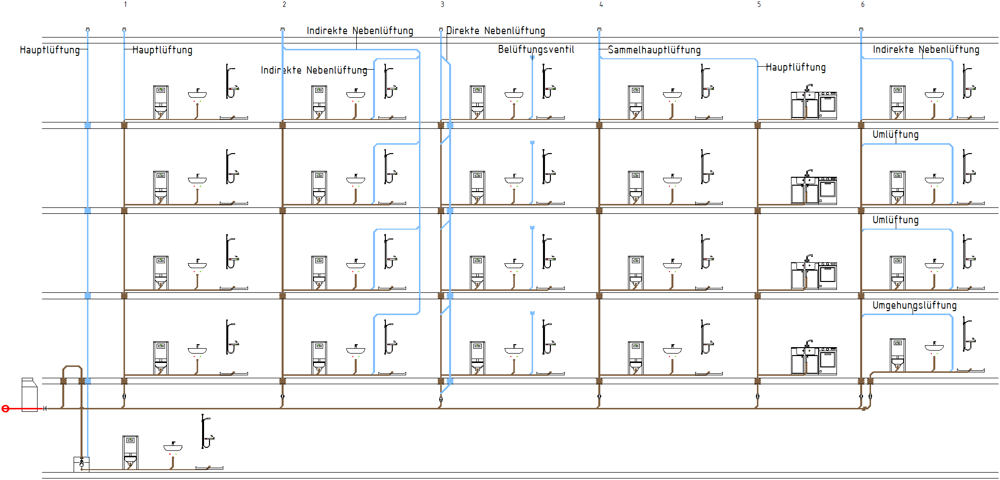 1 2 3 4 5 6
Indirekte Nebenlüftung Direkte Nebenlüftung
Hauptlüftung Hauptlüftung Belüftungsventil Sammelhauptlüftung Indirekte Nebenlüftung
Indirekte Nebenlüftung Hauptlüftung
Umlüftung
Umlüftung
Umgehungslüftung